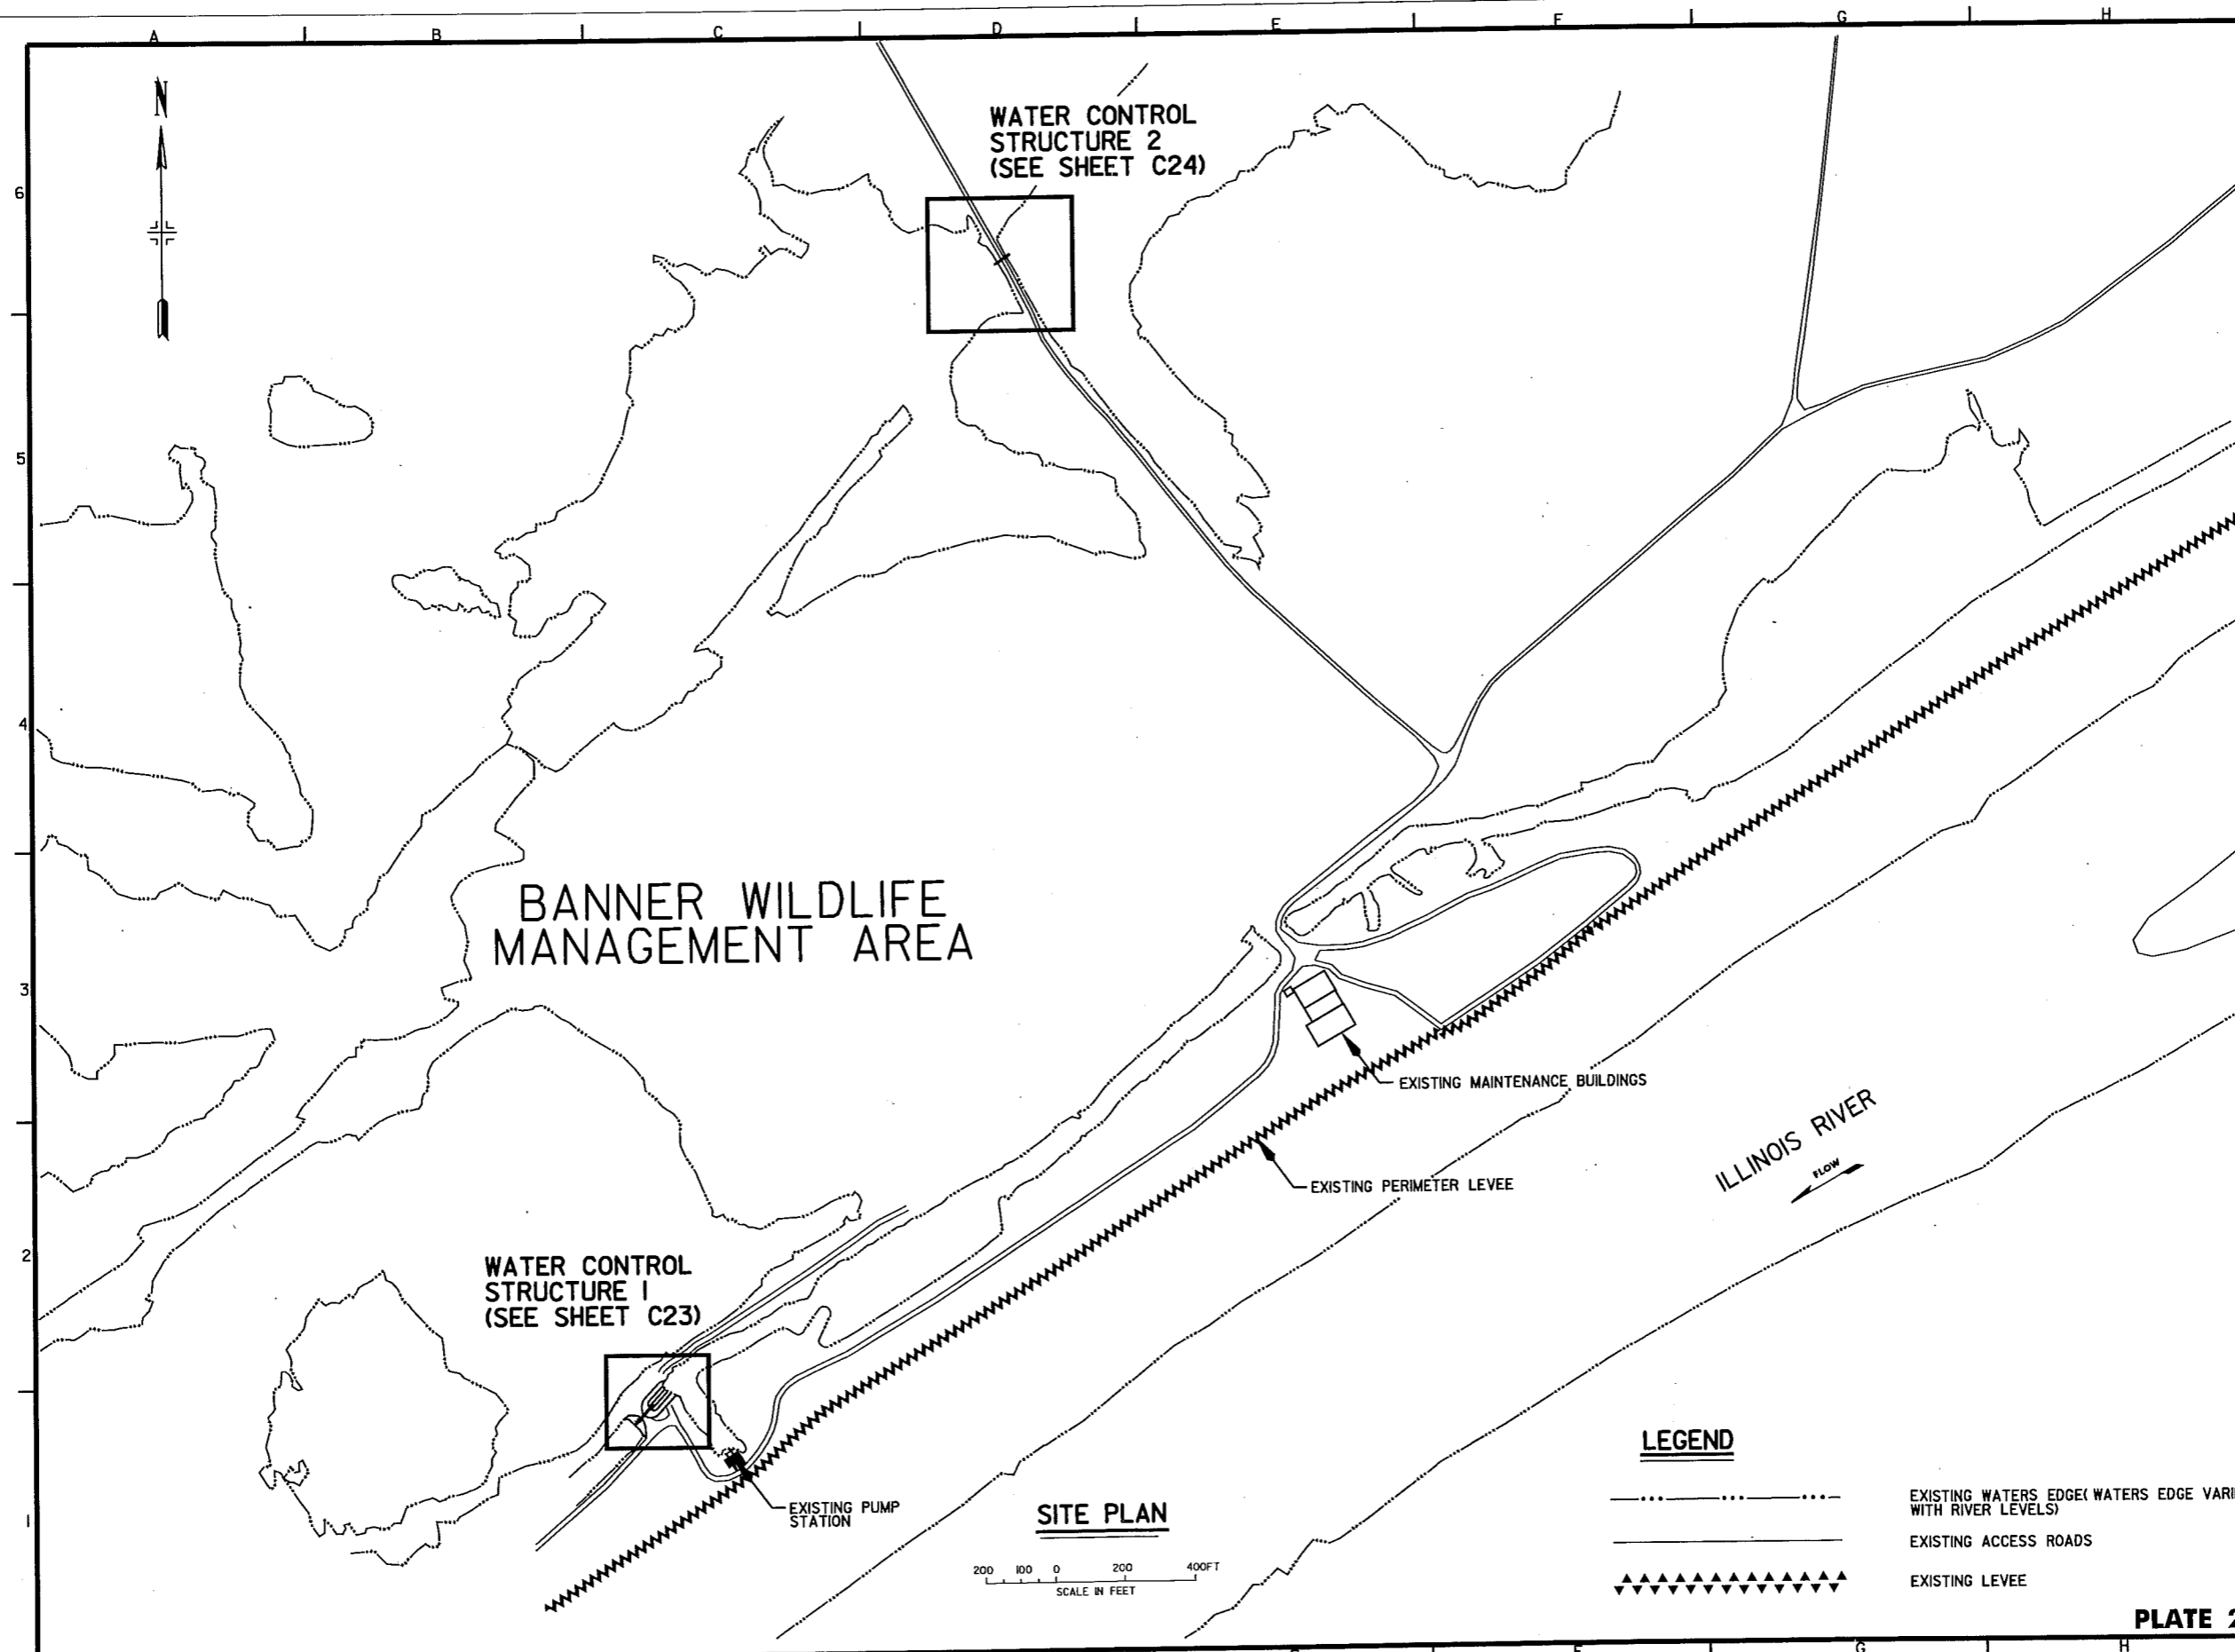 A B C D E F G H
N
WATER CONTROL
STRUCTURE 2
(SEE SHEET C24)
6
5
4
BANNER WILDLIFE
MANAGEMENT AREA
3
EXISTING MAINTENANCE BUILDINGS
ILLINOIS RIVER
FLOW
EXISTING PERIMETER LEVEE
2
WATER CONTROL
STRUCTURE 1
(SEE SHEET C23)
LEGEND
EXISTING WATERS EDGE( WATERS EDGE VARI
WITH RIVER LEVELS)
EXISTING PUMP
STATION
SITE PLAN
1
EXISTING ACCESS ROADS
200 100 0 200 400FT
SCALE IN FEET
EXISTING LEVEE
PLATE 2
G H